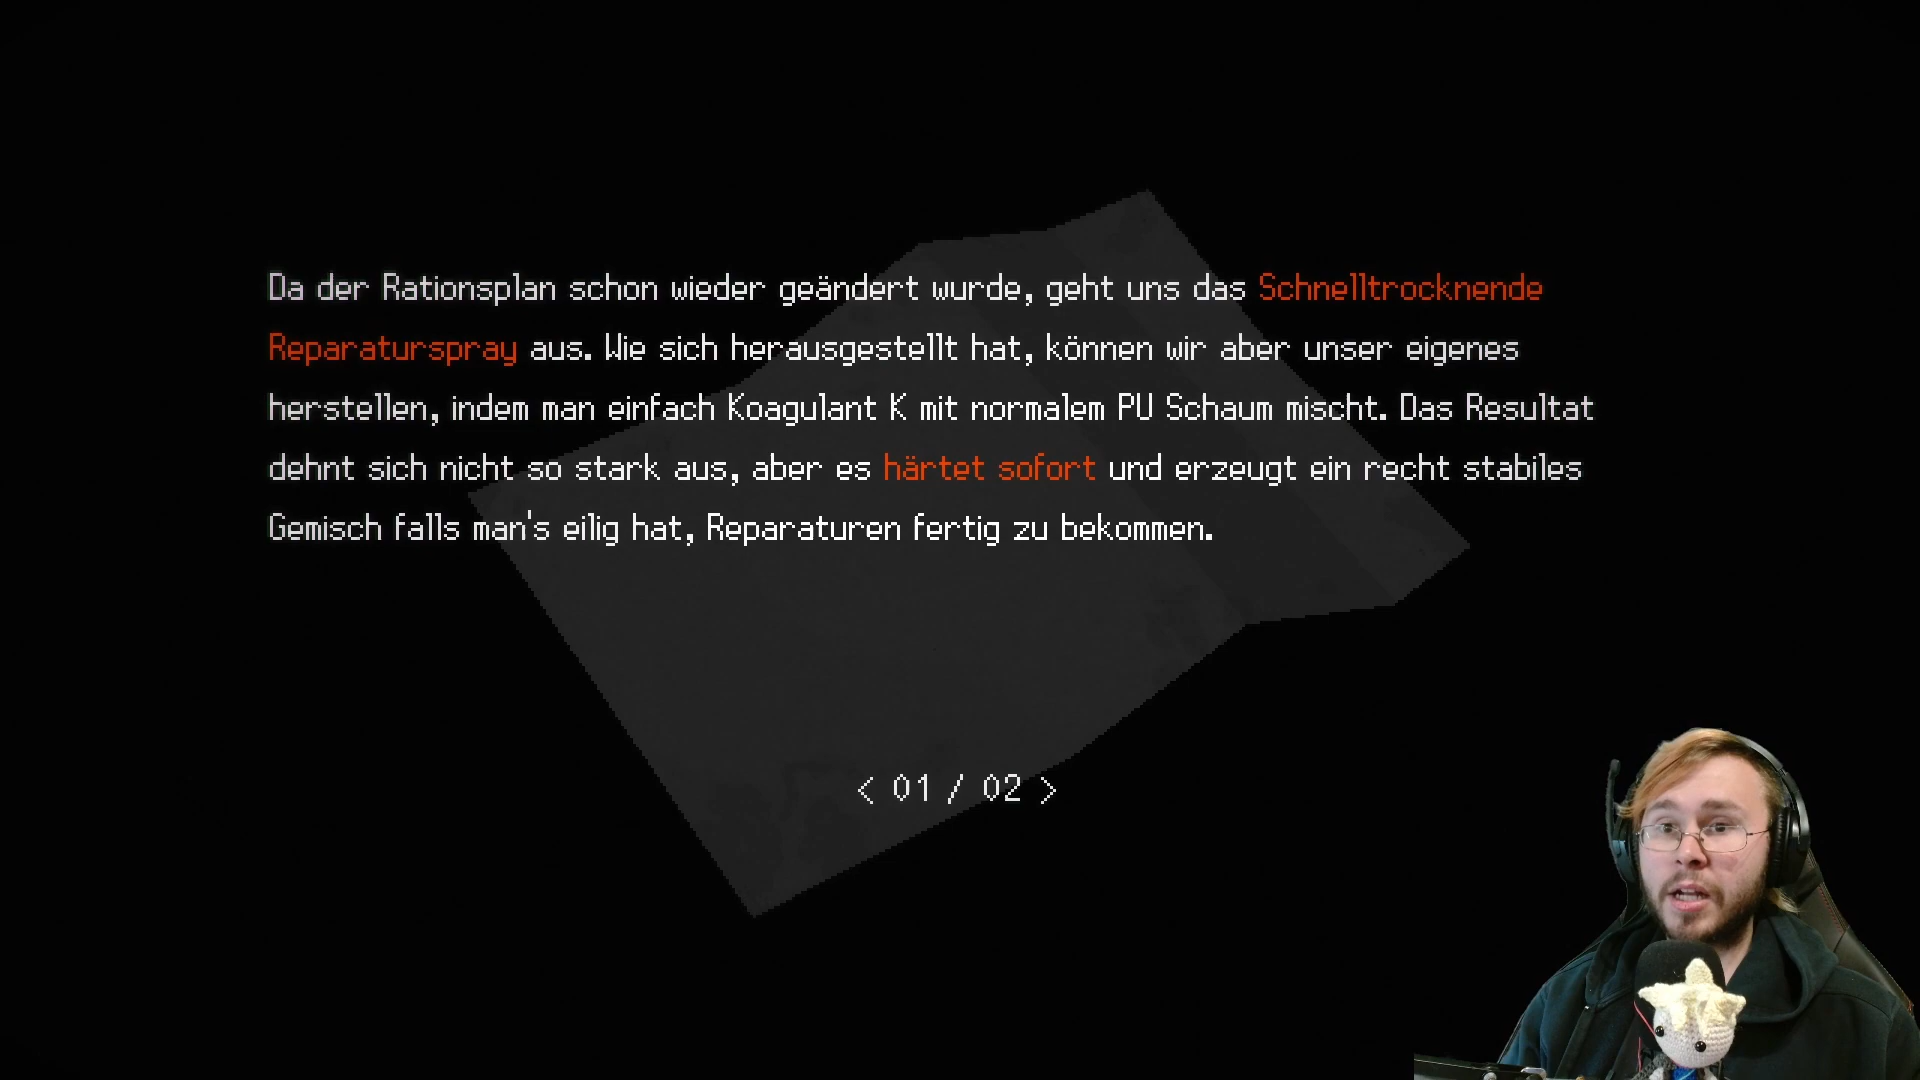 Da der Rationsplan schon wieder geändert wurde, geht uns das Schnelltrocknende
Reparaturspray aus. Wie sich herausgestellt hat, können wir aber unser eigenes
herstellen, indem man einfach Koagulant K mit normalem PU Schaum mischt. Das Resultat
dehnt sich nicht so stark aus, aber es härtet sofort und erzeugt ein recht stabiles
Gemisch falls man's eilig hat, Reparaturen fertig zu bekommen.
< 01 / 02 >